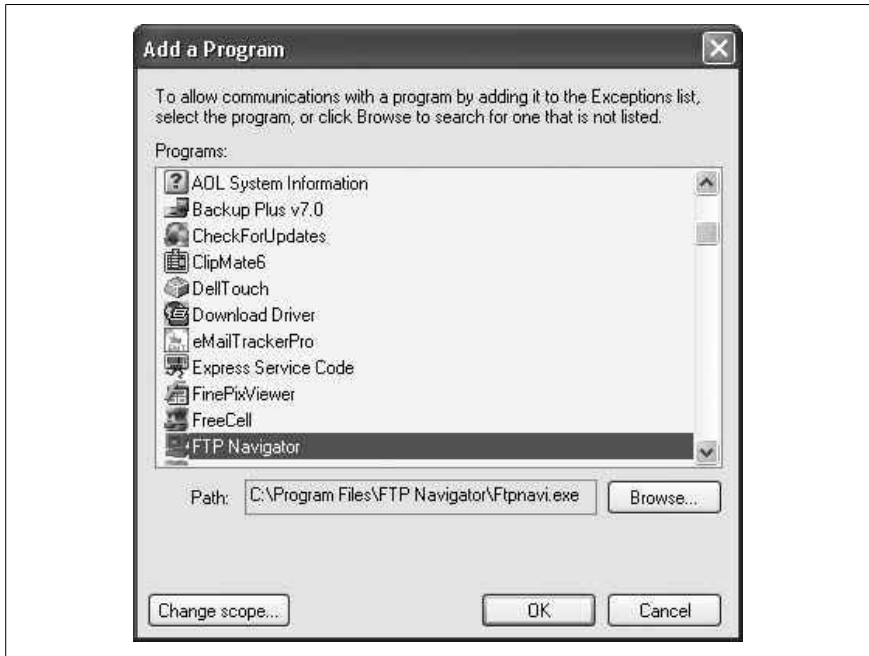 Add a Program
To allow communications with a program by adding it to the Exceptions list,
select the program, or click Browse to search for one that is not listed.
Programs:
AOL System Information
Backup Plus v7.0
CheckForUpdates
ClipMate6
DellTouch
Download Driver
eMailTrackerPro
Express Service Code
FinePixViewer
FreeCell
FTP Navigator
Path: C:\Program Files\FTP Navigator\Ftpnavi.exe Browse...
Change scope... OK Cancel